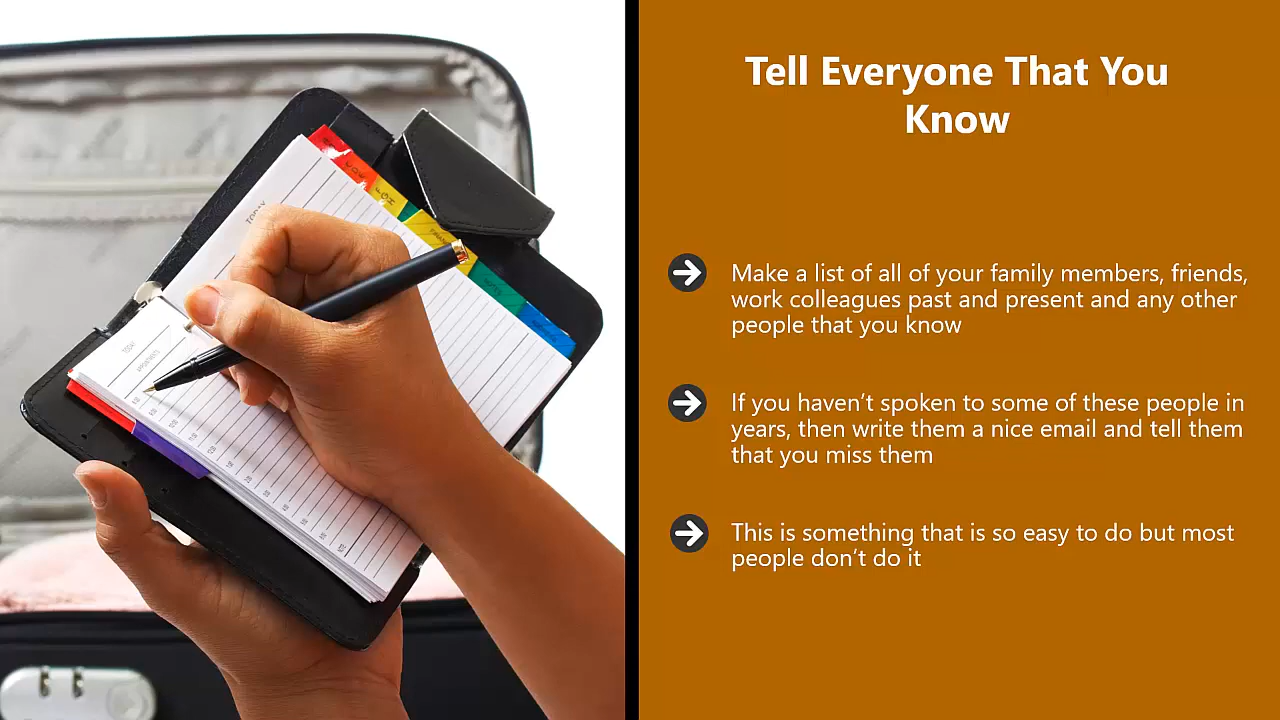 Tell Everyone That You
Know
Make a list of all of your family members, friends,
work colleagues past and present and any other
people that you know
If you haven’t spoken to some of these people in
years, then write them a nice email and tell them
that you miss them
This is something that is so easy to do but most
people don’t do it
TODAY
TODAY
APPOINTMENTS